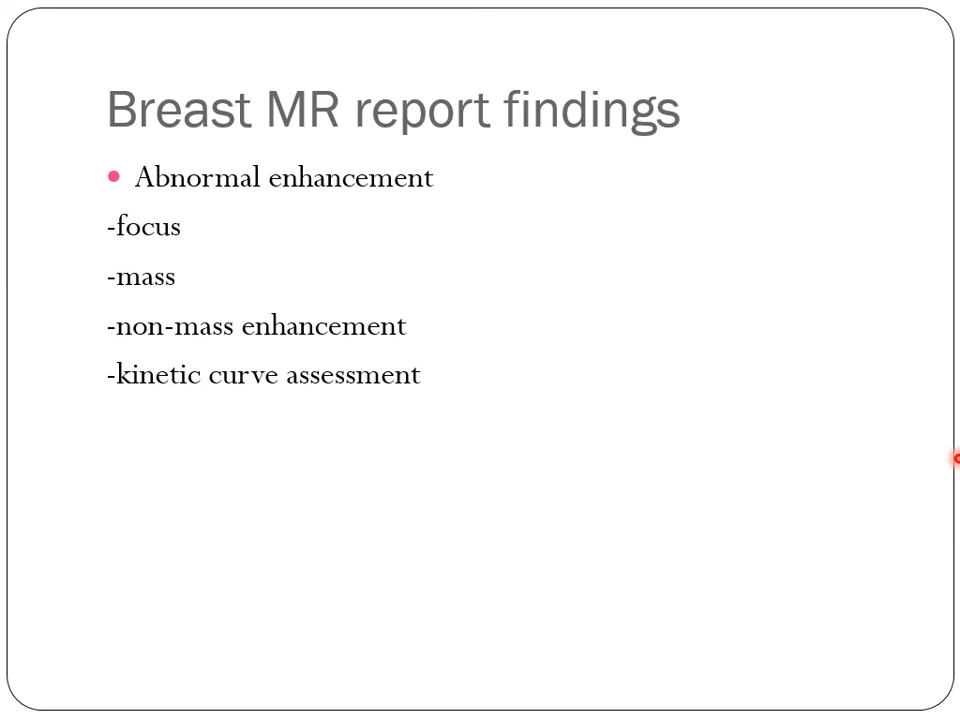 Breast MR report findings
• Abnormal enhancement
-focus
-mass
-non-mass enhancement
-kinetic curve assessment